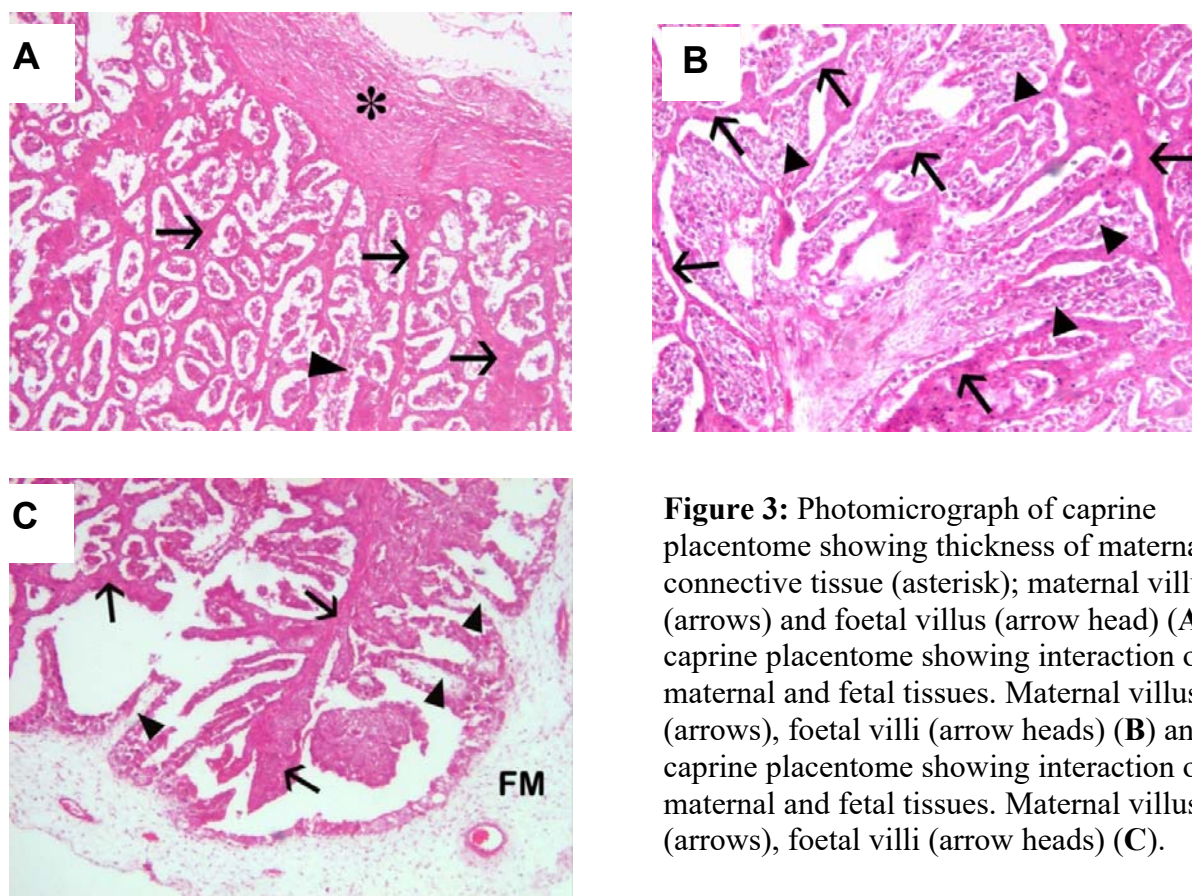 A
B
C
FM
Figure 3: Photomicrograph of caprine
placentome showing thickness of materna
connective tissue (asterisk); maternal vill
(arrows) and foetal villus (arrow head) (A
caprine placentome showing interaction o
maternal and fetal tissues. Maternal villus
(arrows), foetal villi (arrow heads) (B) an
caprine placentome showing interaction o
maternal and fetal tissues. Maternal villus
(arrows), foetal villi (arrow heads) (C).